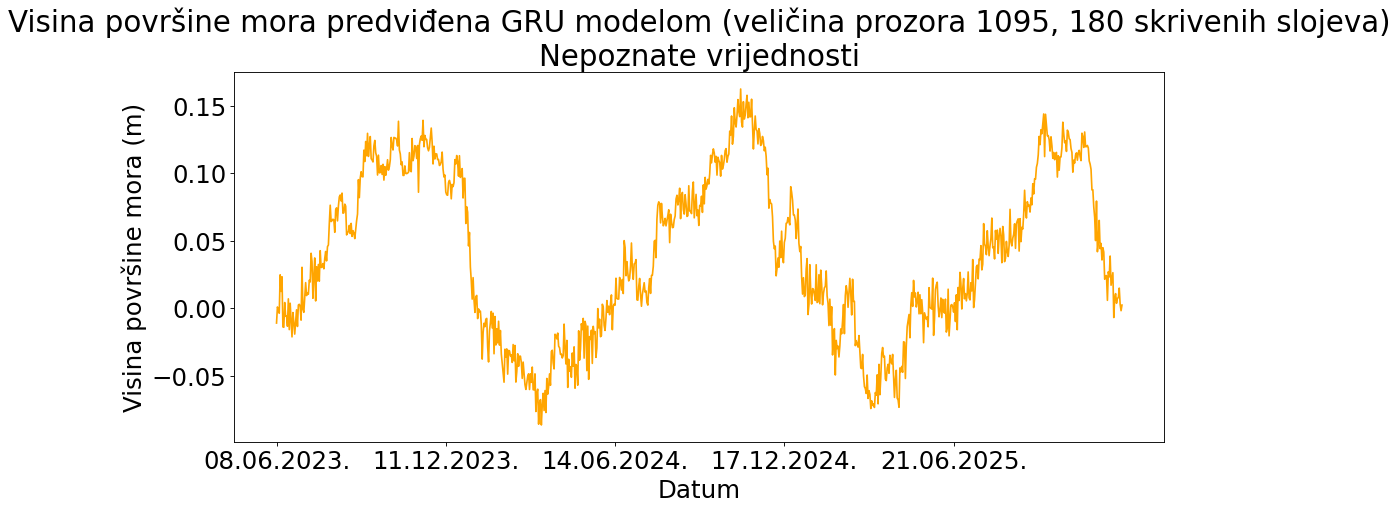 Visina površine mora predviđena GRU modelom (veličina prozora 1095, 180 skrivenih slojeva)
Nepoznate vrijednosti
Visina površine mora (m)
0.15
0.10
0.05
0.00
−0.05
08.06.2023. 11.12.2023. 14.06.2024. 17.12.2024. 21.06.2025.
Datum